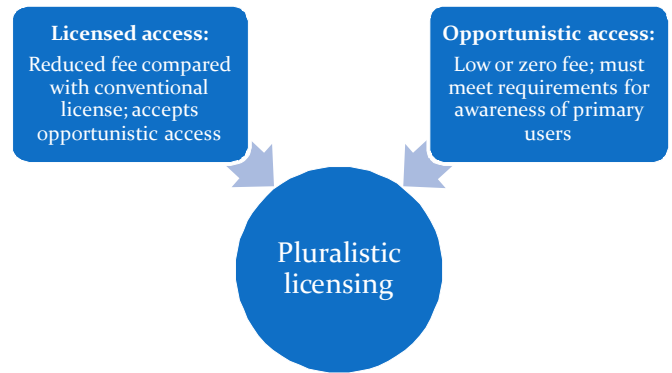 Licensed access:
Reduced fee compared
with conventional
license; accepts
opportunistic access
Opportunistic access:
Low or zero fee; must
meet requirements for
awareness of primary
users
Pluralistic
licensing